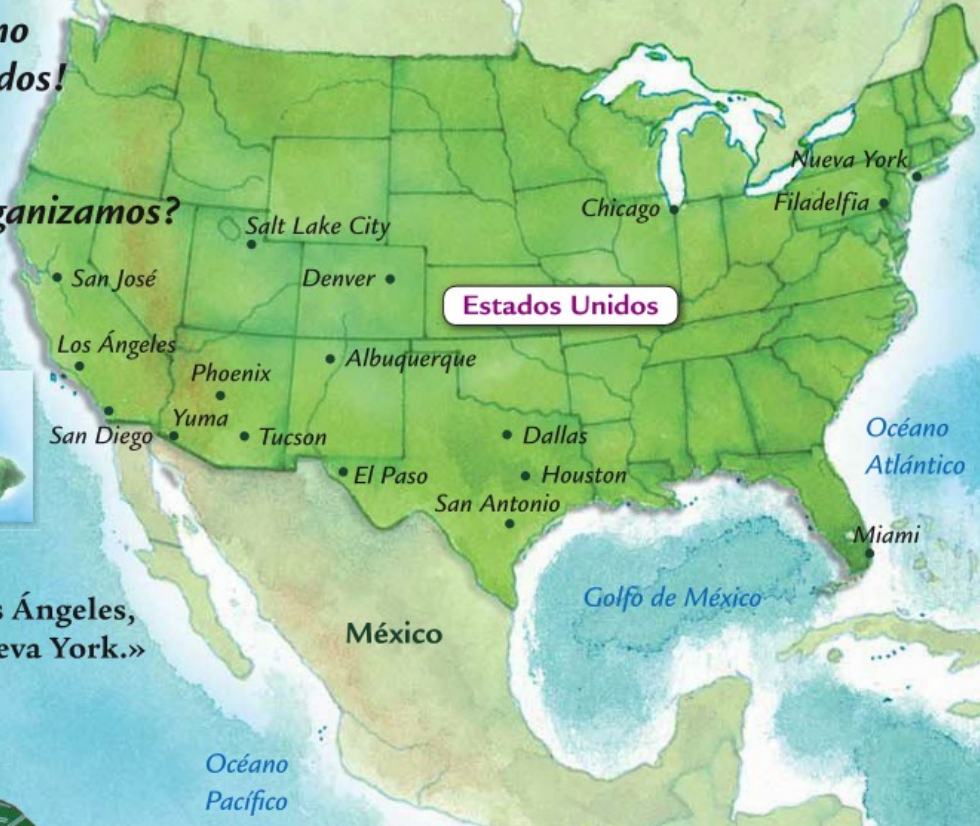 no
dos!
ganizamos?
Nueva York
Chicago
Filadelfia
Salt Lake City
San José
Denver
Estados Unidos
Los Ángeles
Albuquerque
Phoenix
Yuma
San Diego
Tucson
Dallas
Océano
Atlántico
El Paso
Houston
San Antonio
Miami
Golfo de México
s Ángeles,
eva York.»
México
Océano
Pacífico